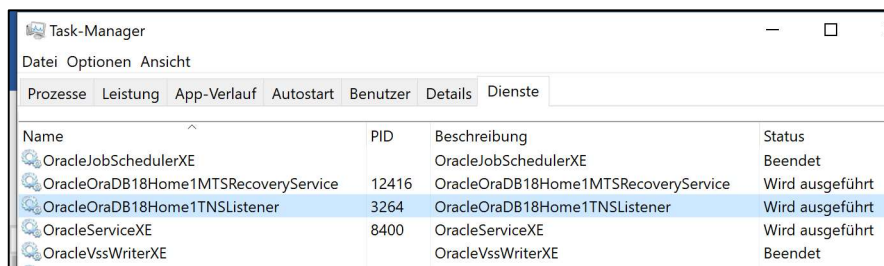 Task-Manager
Datei Optionen Ansicht
Prozesse Leistung App-Verlauf Autostart Benutzer Details Dienste
Name PID Beschreibung Status
OracleJobSchedulerXE OracleJobSchedulerXE Beendet
OracleOraDB18Home1MTSRecoveryService 12416 OracleOraDB18Home1MTSRecoveryService Wird ausgeführt
OracleOraDB18Home1TNSListener 3264 OracleOraDB18Home1TNSListener Wird ausgeführt
OracleServiceXE 8400 OracleServiceXE Wird ausgeführt
OracleVssWriterXE OracleVssWriterXE Beendet